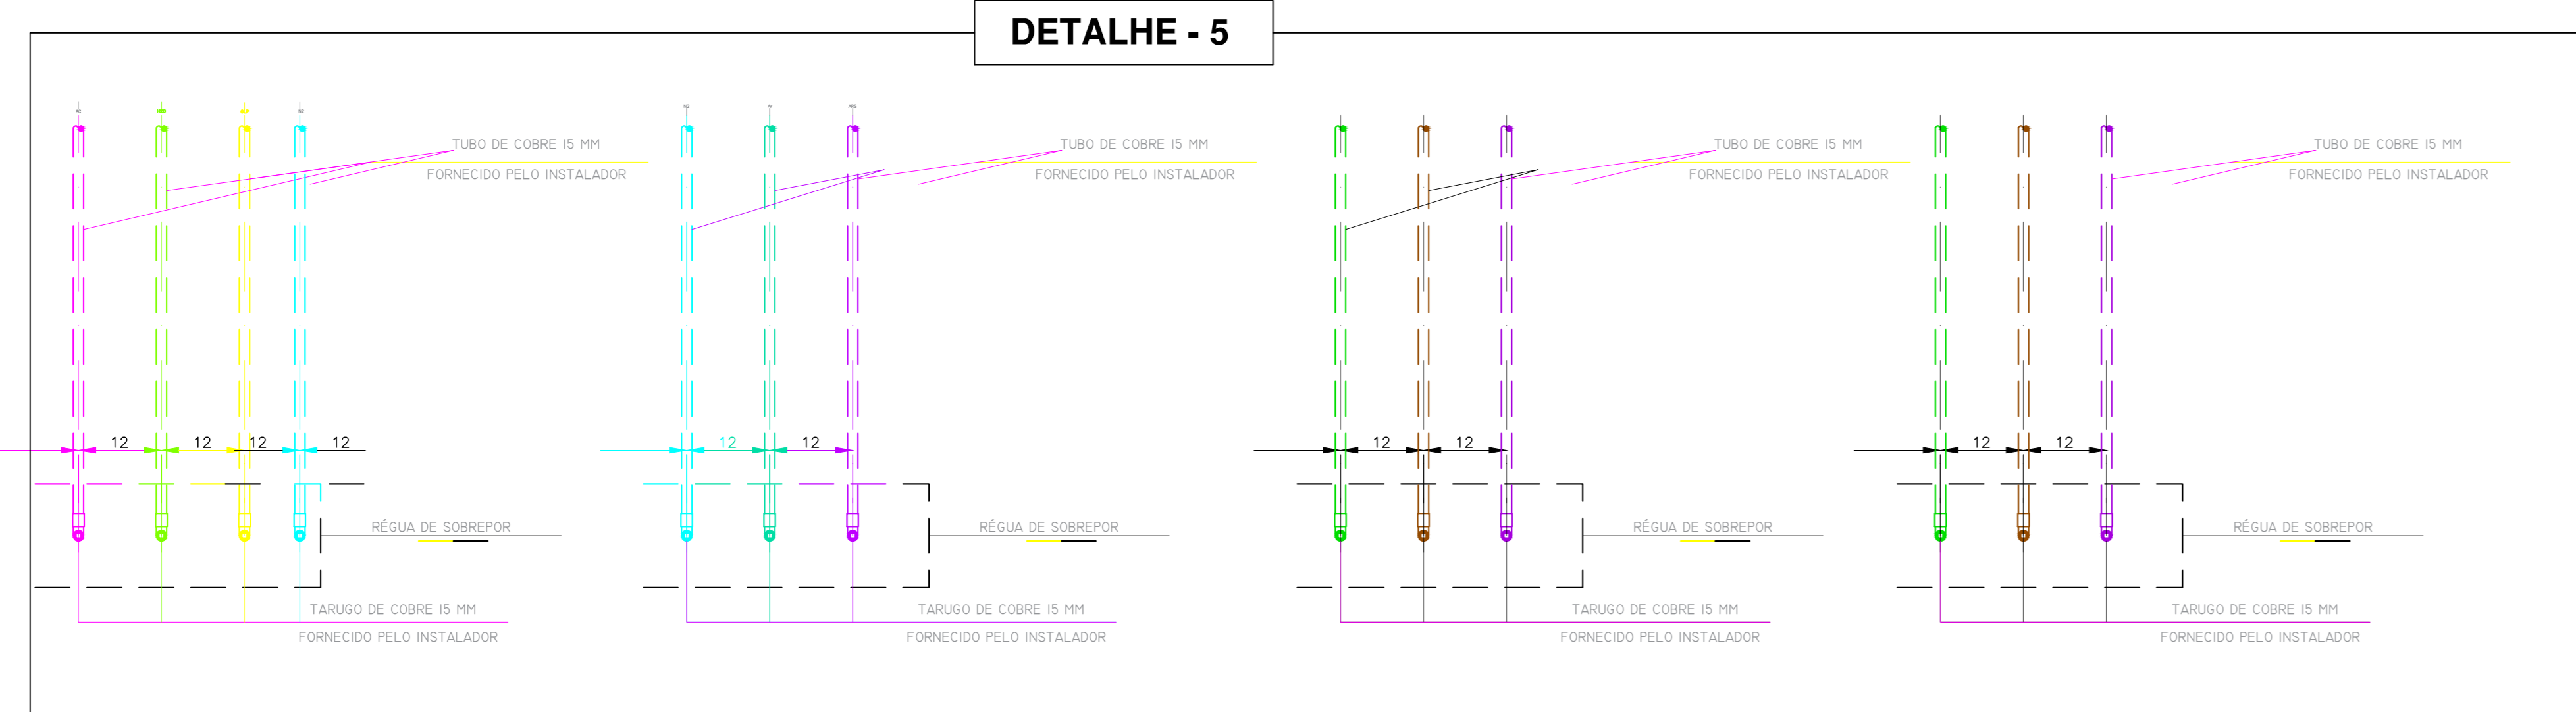 DETALHE - 5
TUBO DE COBRE 15 MM
FORNECIDO PELO INSTALADOR
12 12 12 12
RÉGUA DE SOBREPOR
TARUGO DE COBRE 15 MM
FORNECIDO PELO INSTALADOR
TUBO DE COBRE 15 MM
FORNECIDO PELO INSTALADOR
12 12
RÉGUA DE SOBREPOR
TARUGO DE COBRE 15 MM
FORNECIDO PELO INSTALADOR
TUBO DE COBRE 15 MM
FORNECIDO PELO INSTALADOR
12 12
RÉGUA DE SOBREPOR
TARUGO DE COBRE 15 MM
FORNECIDO PELO INSTALADOR
TUBO DE COBRE 15 MM
FORNECIDO PELO INSTALADOR
12 12
RÉGUA DE SOBREPOR
TARUGO DE COBRE 15 MM
FORNECIDO PELO INSTALADOR